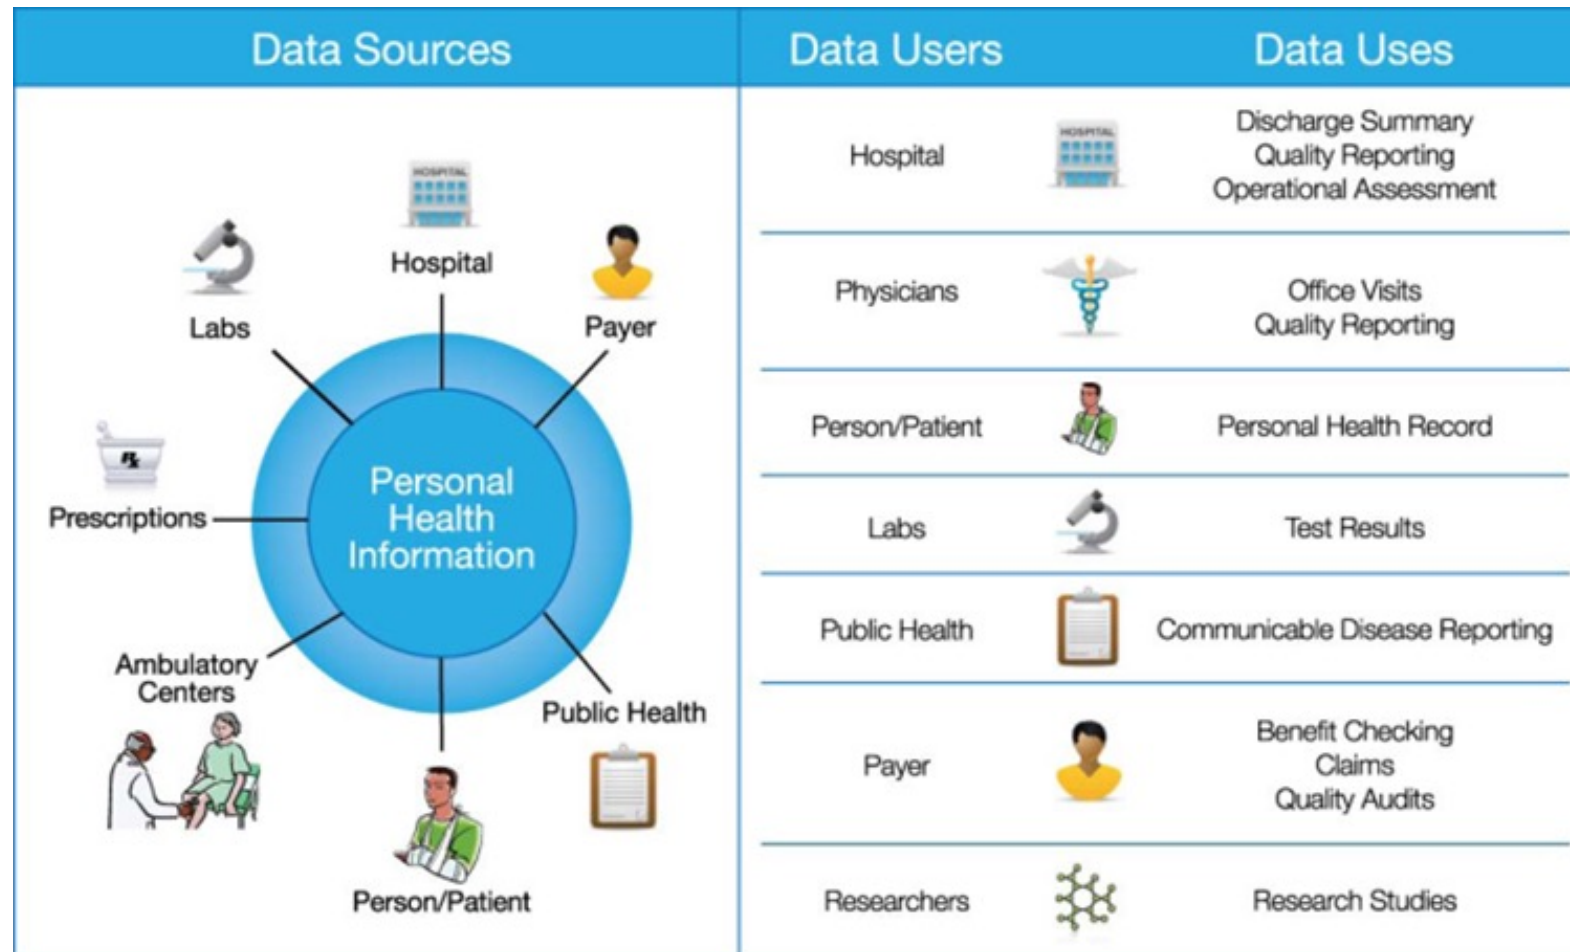 Data Sources
Data Users
Data Uses
HOSPITAL
Hospital
Labs
Payer
Rx
Prescriptions
Personal
Health
Information
Ambulatory
Centers
Public Health
Person/Patient
Hospital
HOSPITAL
Discharge Summary
Quality Reporting
Operational Assessment
Physicians
Office Visits
Quality Reporting
Person/Patient
Personal Health Record
Labs
Test Results
Public Health
Communicable Disease Reporting
Payer
Benefit Checking
Claims
Quality Audits
Researchers
Research Studies